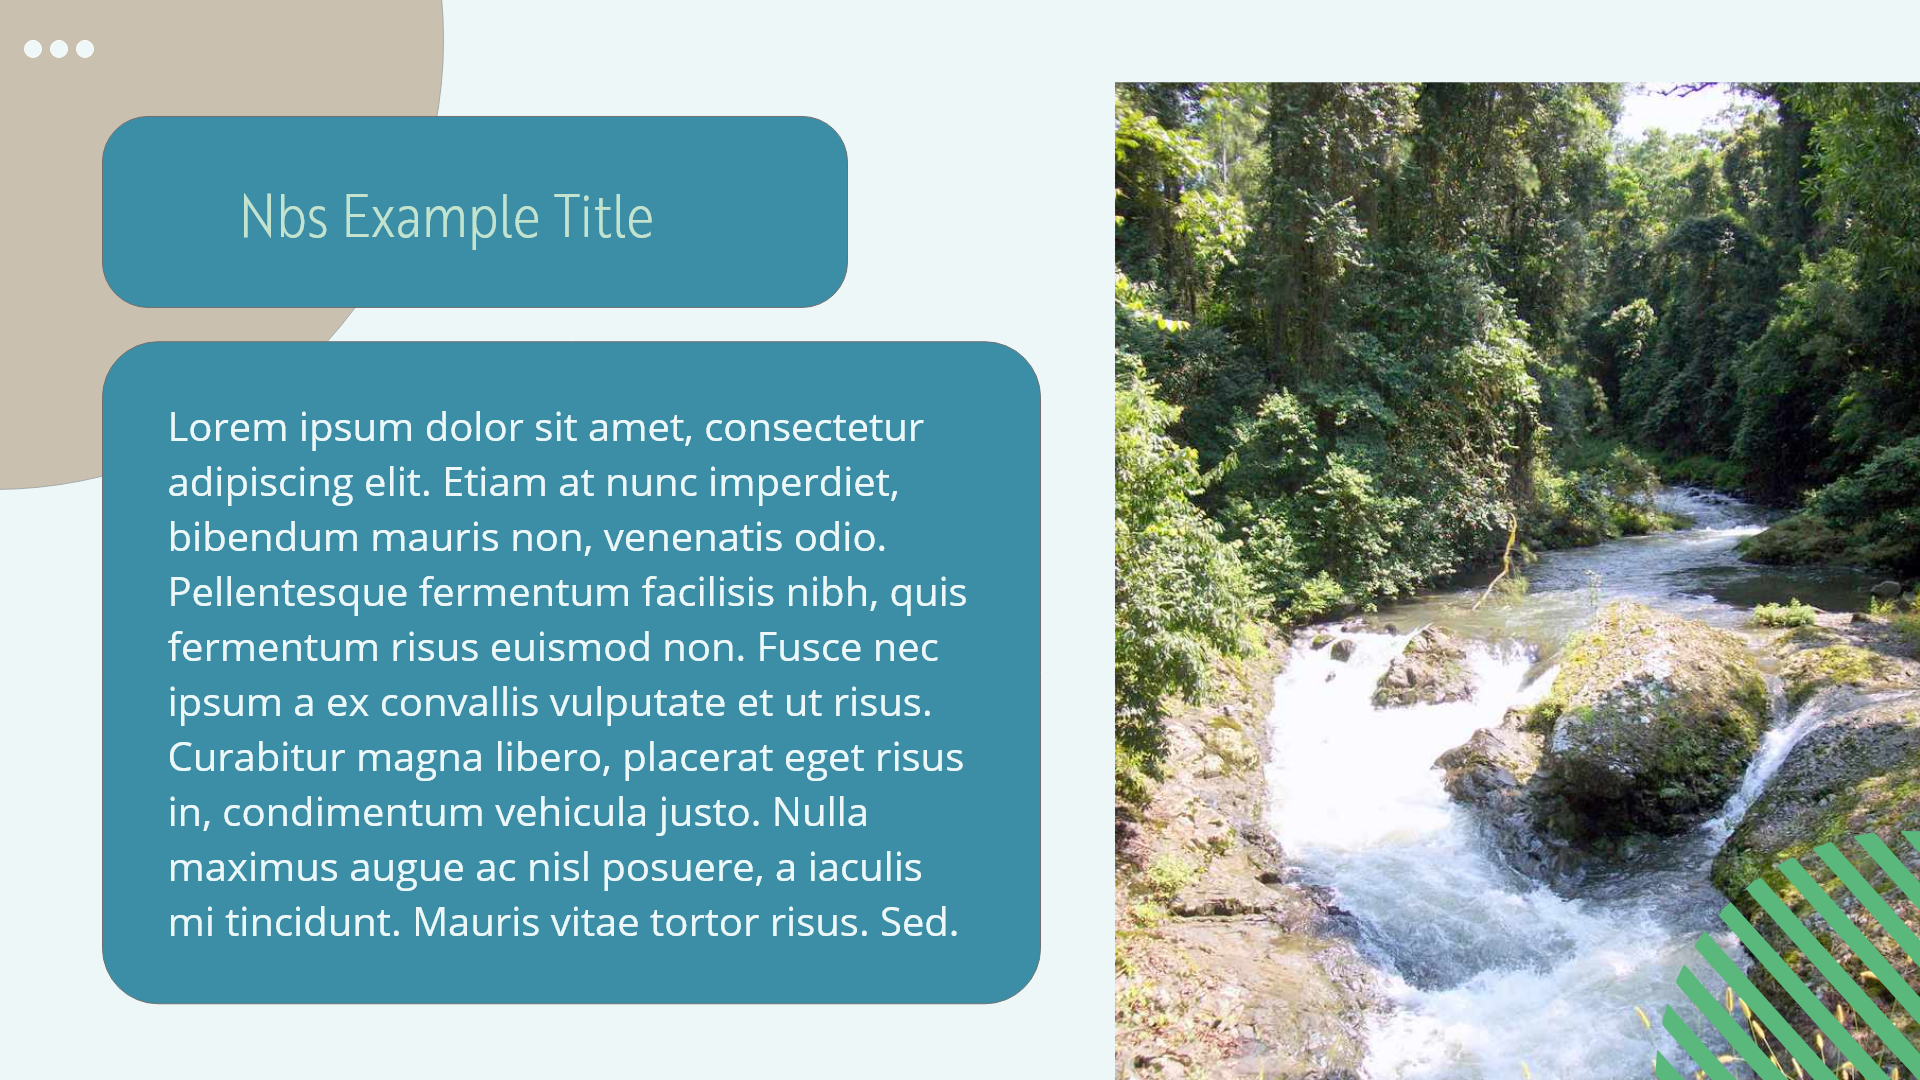 Nbs Example Title
Lorem ipsum dolor sit amet, consectetur
adipiscing elit. Etiam at nunc imperdiet,
bibendum mauris non, venenatis odio.
Pellentesque fermentum facilisis nibh, quis
fermentum risus euismod non. Fusce nec
ipsum a ex convallis vulputate et ut risus.
Curabitur magna libero, placerat eget risus
in, condimentum vehicula justo. Nulla
maximus augue ac nisl posuere, a iaculis
mi tincidunt. Mauris vitae tortor risus. Sed.